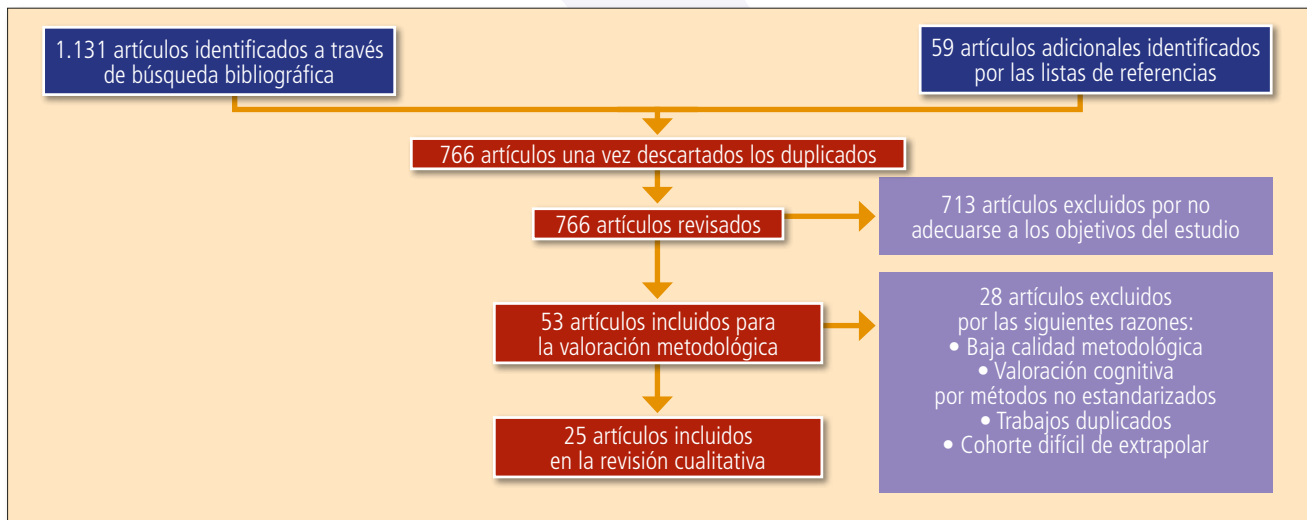 1.131 artículos identificados a través
de búsqueda bibliográfica
59 artículos adicionales identificados
por las listas de referencias
766 artículos una vez descartados los duplicados
766 artículos revisados
713 artículos excluidos por no
adecuarse a los objetivos del estudio
53 artículos incluidos para
la valoración metodológica
28 artículos excluidos
por las siguientes razones:
• Baja calidad metodológica
• Valoración cognitiva
por métodos no estandarizados
• Trabajos duplicados
• Cohorte difícil de extrapolar
25 artículos incluidos
en la revisión cualitativa